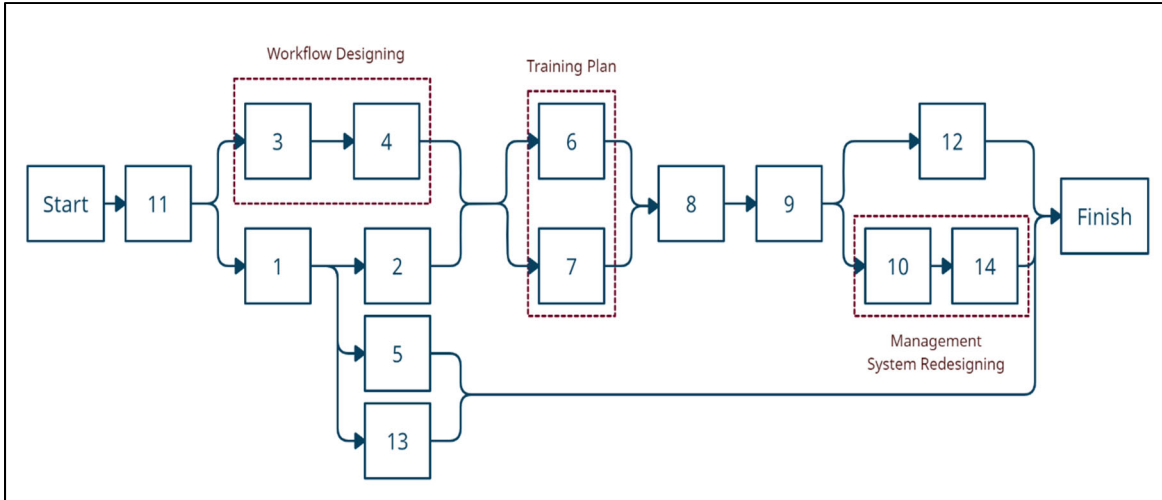 Workflow Designing
Training Plan
3
4
6
12
Start
11
8
9
Finish
1
2
7
10
14
5
Management
System Redesigning
13